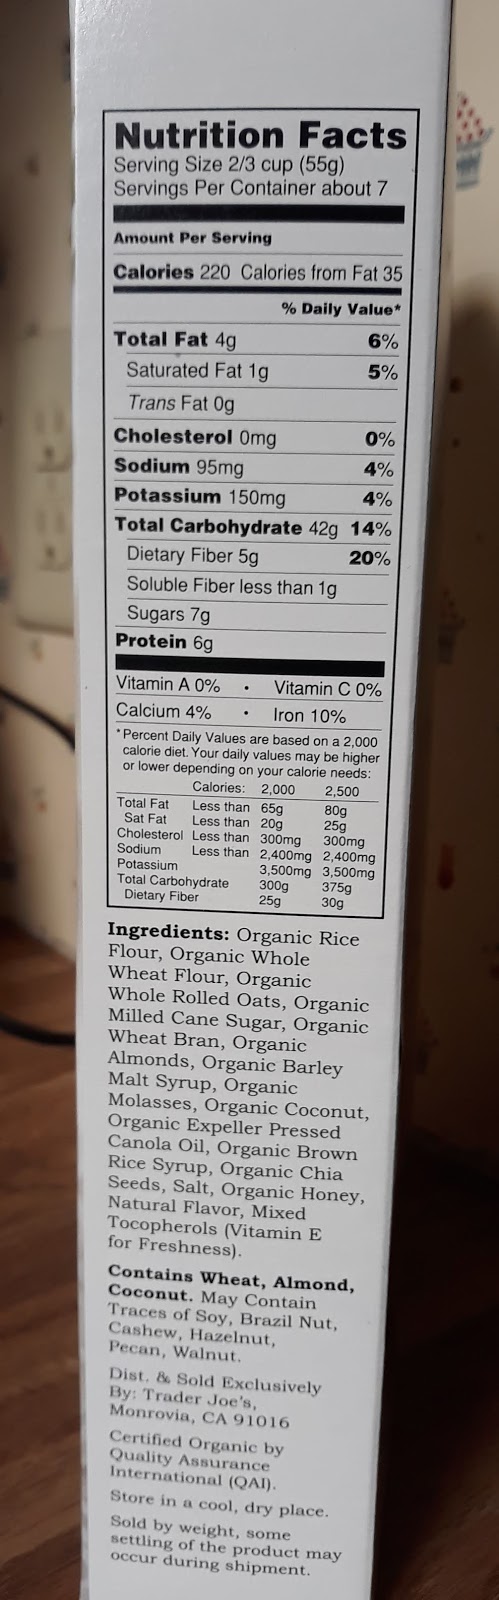 Nutrition Facts
Serving Size 2/3 cup (55g)
Servings Per Container about 7
Amount Per Serving
Calories 220 Calories from Fat 35
% Daily Value*
Total Fat 4g 6%
Saturated Fat 1g 5%
Trans Fat 0g
Cholesterol 0mg 0%
Sodium 95mg 4%
Potassium 150mg 4%
Total Carbohydrate 42g 14%
Dietary Fiber 5g 20%
Soluble Fiber less than 1g
Sugars 7g
Protein 6g
Vitamin A 0% • Vitamin C 0%
Calcium 4% • Iron 10%
*Percent Daily Values are based on a 2,000
calorie diet. Your daily values may be higher
or lower depending on your calorie needs:
Calories: 2,000 2,500
Total Fat Less than 65g 80g
Sat Fat Less than 20g 25g
Cholesterol Less than 300mg 300mg
Sodium Less than 2,400mg 2,400mg
Potassium 3,500mg 3,500mg
Total Carbohydrate 300g 375g
Dietary Fiber 25g 30g
Ingredients: Organic Rice
Flour, Organic Whole
Wheat Flour, Organic
Whole Rolled Oats, Organic
Milled Cane Sugar, Organic
Wheat Bran, Organic
Almonds, Organic Barley
Malt Syrup, Organic
Molasses, Organic Coconut,
Organic Expeller Pressed
Canola Oil, Organic Brown
Rice Syrup, Organic Chia
Seeds, Salt, Organic Honey,
Natural Flavor, Mixed
Tocopherols (Vitamin E
for Freshness).
Contains Wheat, Almond,
Coconut. May Contain
Traces of Soy, Brazil Nut,
Cashew, Hazelnut,
Pecan, Walnut.
Dist. & Sold Exclusively
By: Trader Joe's,
Monrovia, CA 91016
Certified Organic by
Quality Assurance
International (QAI).
Store in a cool, dry place.
Sold by weight, some
settling of the product may
occur during shipment.